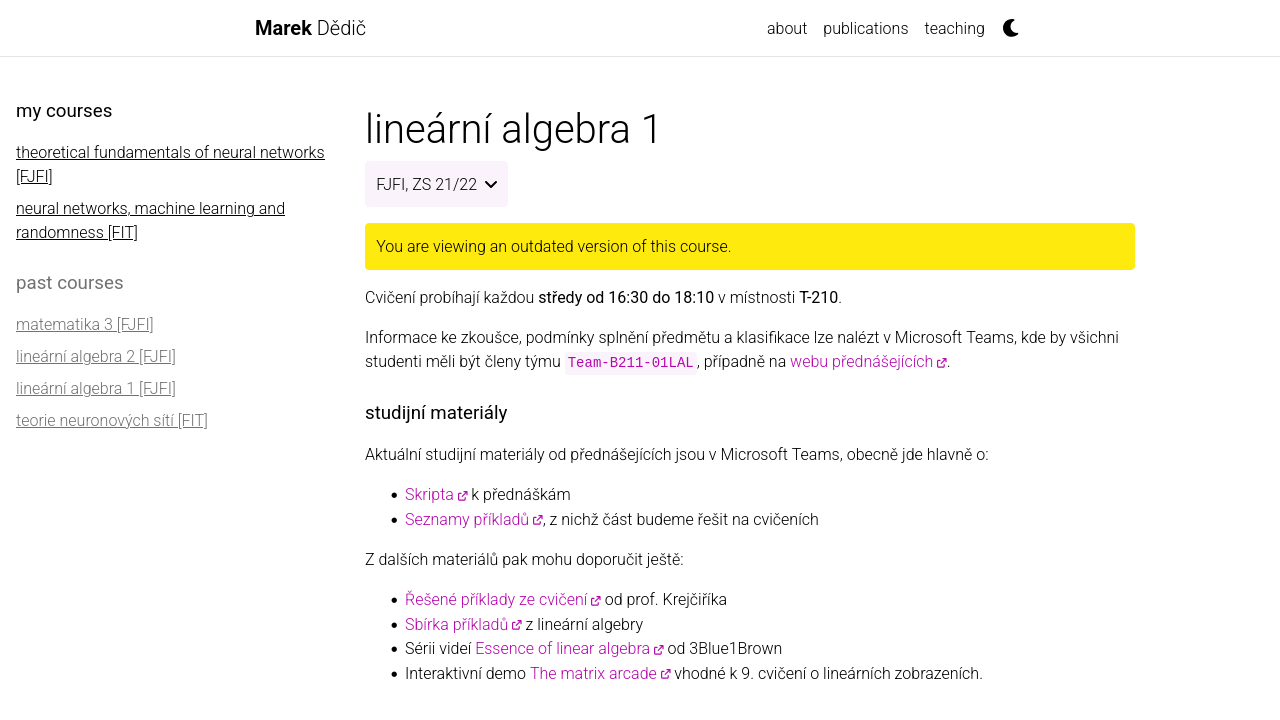 Marek Dědič
about publications teaching
my courses
theoretical fundamentals of neural networks
[FJFI]
neural networks, machine learning and
randomness [FIT]
past courses
matematika 3 [FJFI]
lineární algebra 2 [FJFI]
lineární algebra 1 [FJFI]
teorie neuronových sítí [FIT]
lineární algebra 1
FJFI, ZS 21/22
You are viewing an outdated version of this course.
Cvičení probíhají každou středy od 16:30 do 18:10 v místnosti T-210.
Informace ke zkoušce, podmínky splnění předmětu a klasifikace lze nalézt v Microsoft Teams, kde by všichni
studenti měli být členy týmu Team-B211-01LAL, případně na webu přednášejících.
studijní materiály
Aktuální studijní materiály od přednášejících jsou v Microsoft Teams, obecně jde hlavně o:
Skripta k přednáškám
Seznamy příkladů, z nichž část budeme řešit na cvičeních
Z dalších materiálů pak mohu doporučit ještě:
Řešené příklady ze cvičení od prof. Krejčiříka
Sbírka příkladů z lineární algebry
Sérii videí Essence of linear algebra od 3Blue1Brown
Interaktivní demo The matrix arcade vhodné k 9. cvičení o lineárních zobrazeních.